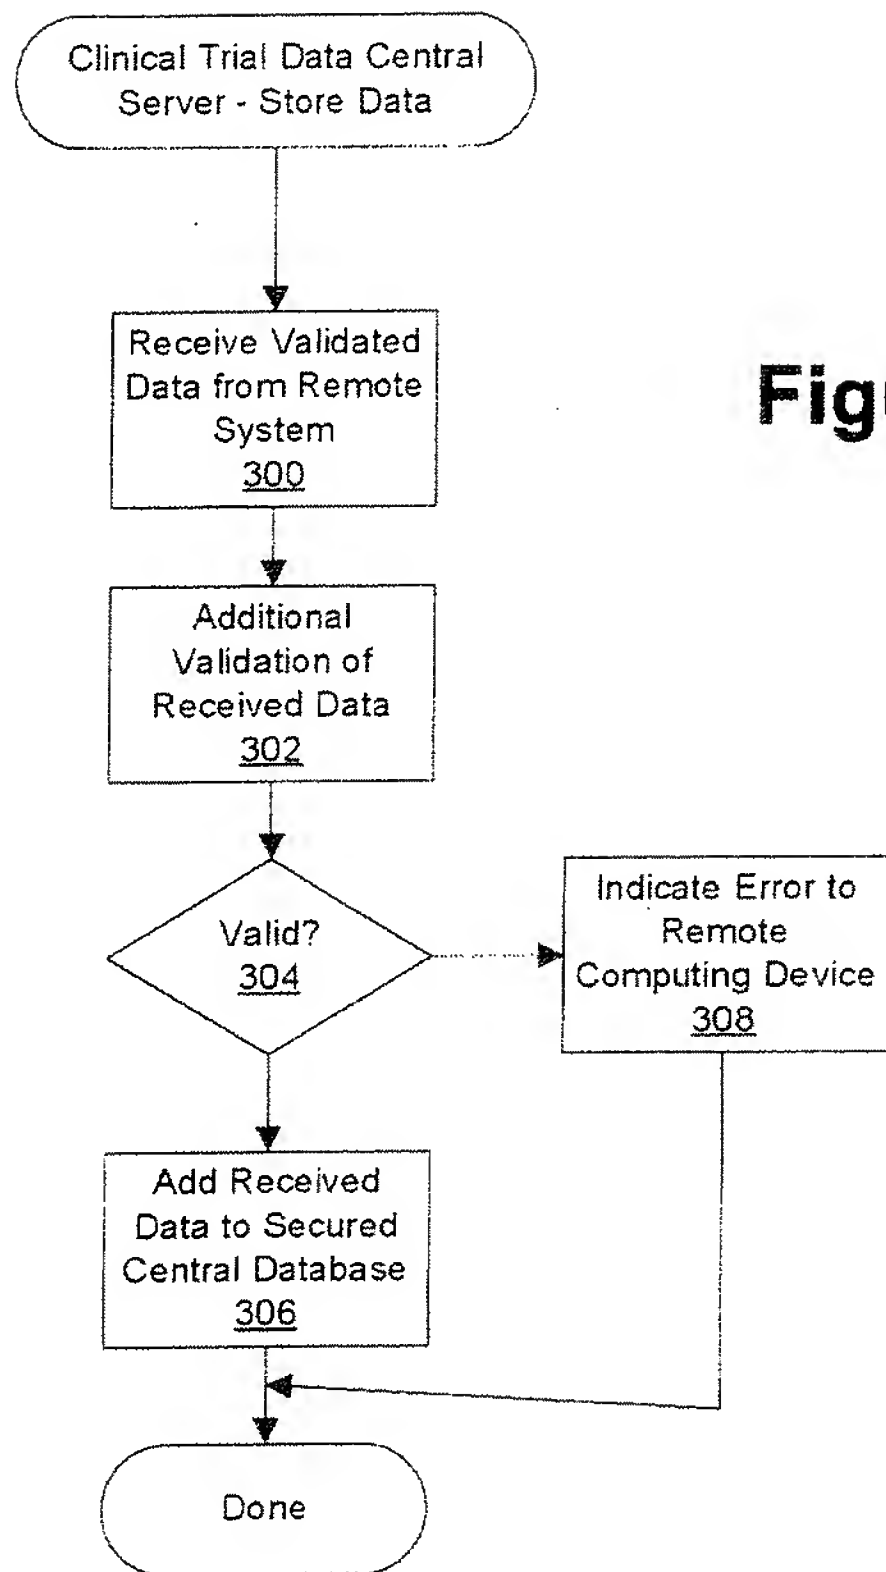 Clinical Trial Data Central
Server - Store Data
Receive Validated
Data from Remote
System
300
Additional
Validation of
Received Data
302
Valid?
304
Indicate Error to
Remote
Computing Device
308
Add Received
Data to Secured
Central Database
306
Done